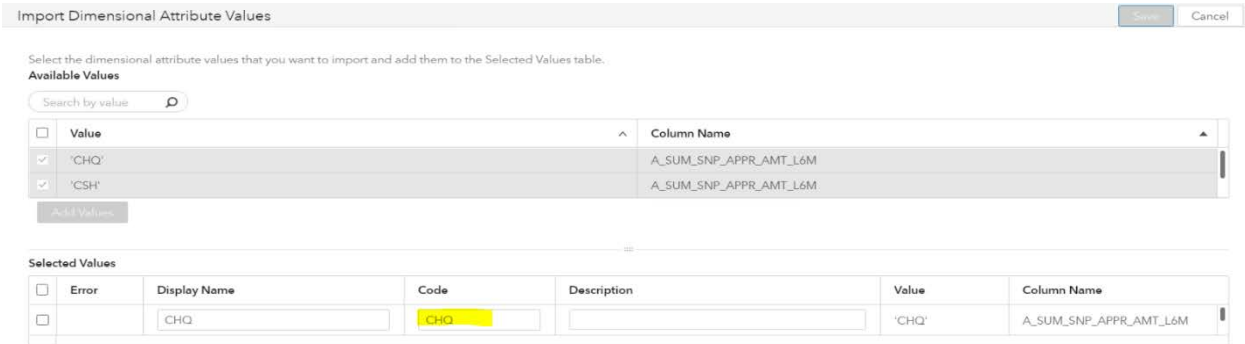 Import Dimensional Attribute Values Save Cancel
Select the dimensional attribute values that you want to import and add them to the Selected Values table.
Available Values
Search by value
Value Column Name
'CHQ' A_SUM_SNP_APPR_AMT_L6M
'CSH' A_SUM_SNP_APPR_AMT_L6M
Add Values
Selected Values
Error Display Name Code Description Value Column Name
CHQ CHQ 'CHQ' A_SUM_SNP_APPR_AMT_L6M